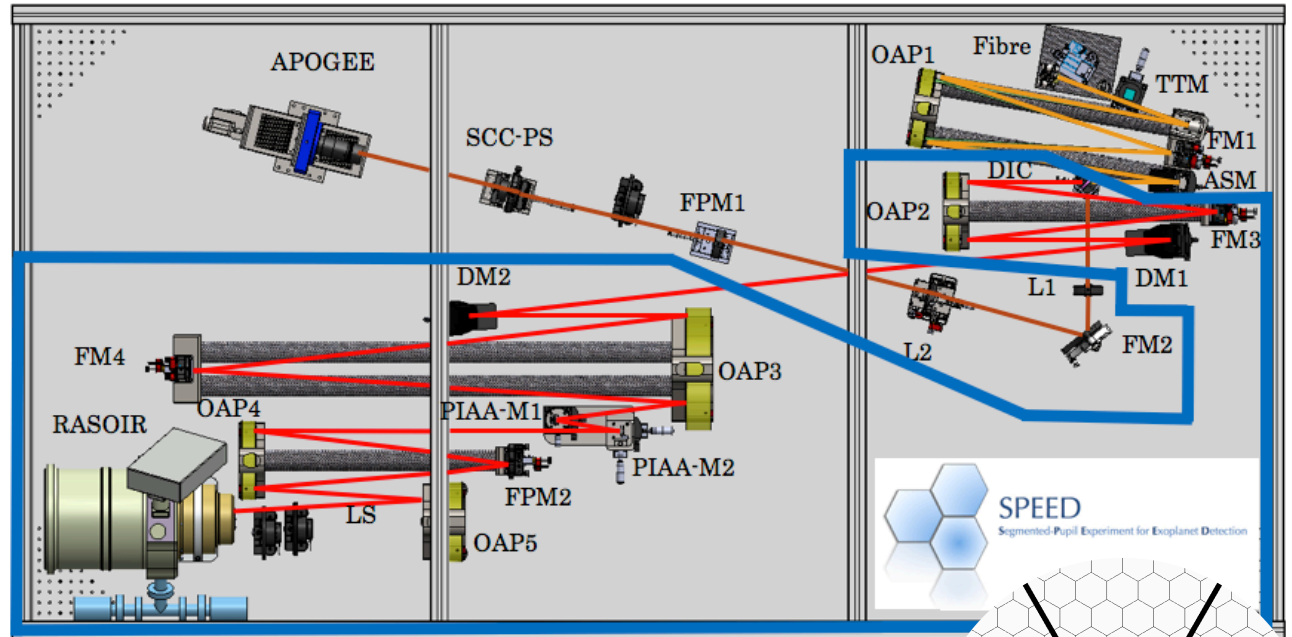 Fibre
OAP1
APOGEE
TTM
SCC-PS
FM1
DIC
ASM
FPM1
OAP2
FM3
DM2
DM1
L1
FM4
L2
FM2
OAP3
OAP4
PIAA-M1
RASOIR
PIAA-M2
FPM2
LS
OAP5
SPEED
Segmented-Pupil Experiment for Exoplanet Detection